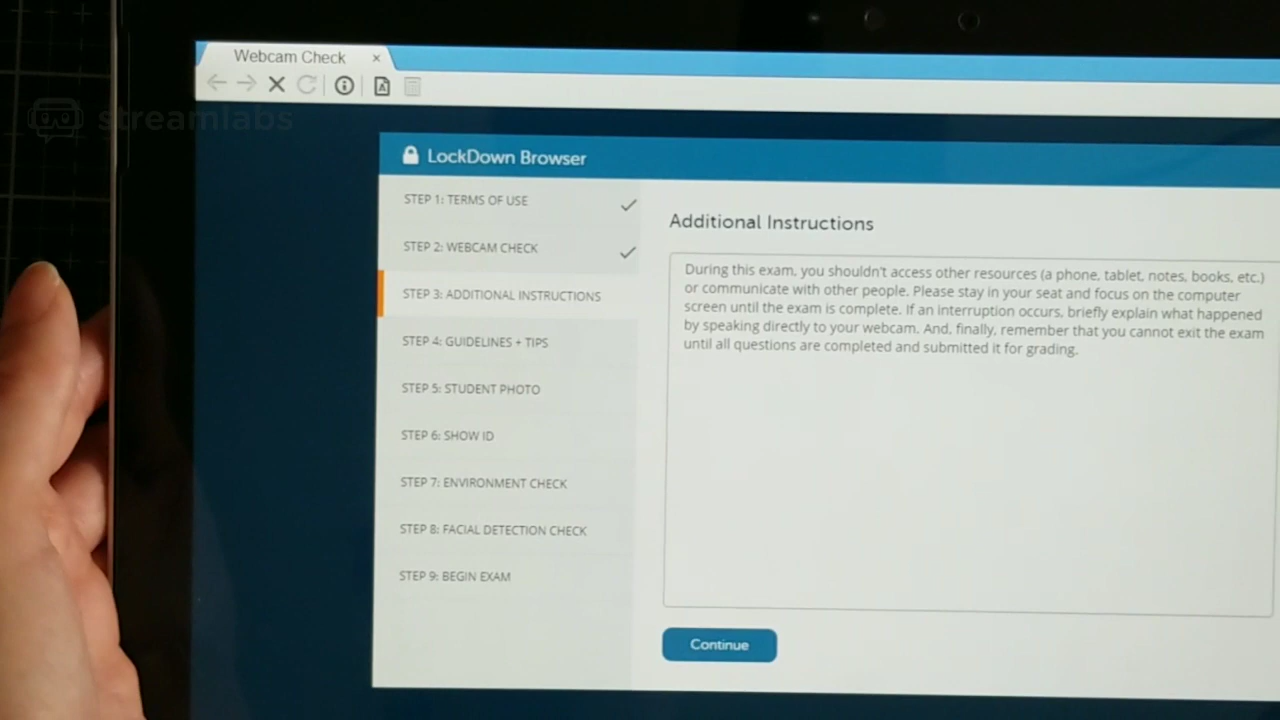 Webcam Check
streamlabs
LockDown Browser
STEP 1: TERMS OF USE
STEP 2: WEBCAM CHECK
STEP 3: ADDITIONAL INSTRUCTIONS
STEP 4: GUIDELINES + TIPS
STEP 5: STUDENT PHOTO
STEP 6: SHOW ID
STEP 7: ENVIRONMENT CHECK
STEP 8: FACIAL DETECTION CHECK
STEP 9: BEGIN EXAM
Additional Instructions
During this exam, you shouldn't access other resources (a phone, tablet, notes, books, etc.)
or communicate with other people. Please stay in your seat and focus on the computer
screen until the exam is complete. If an interruption occurs, briefly explain what happened
by speaking directly to your webcam. And, finally, remember that you cannot exit the exam
until all questions are completed and submitted it for grading.
Continue